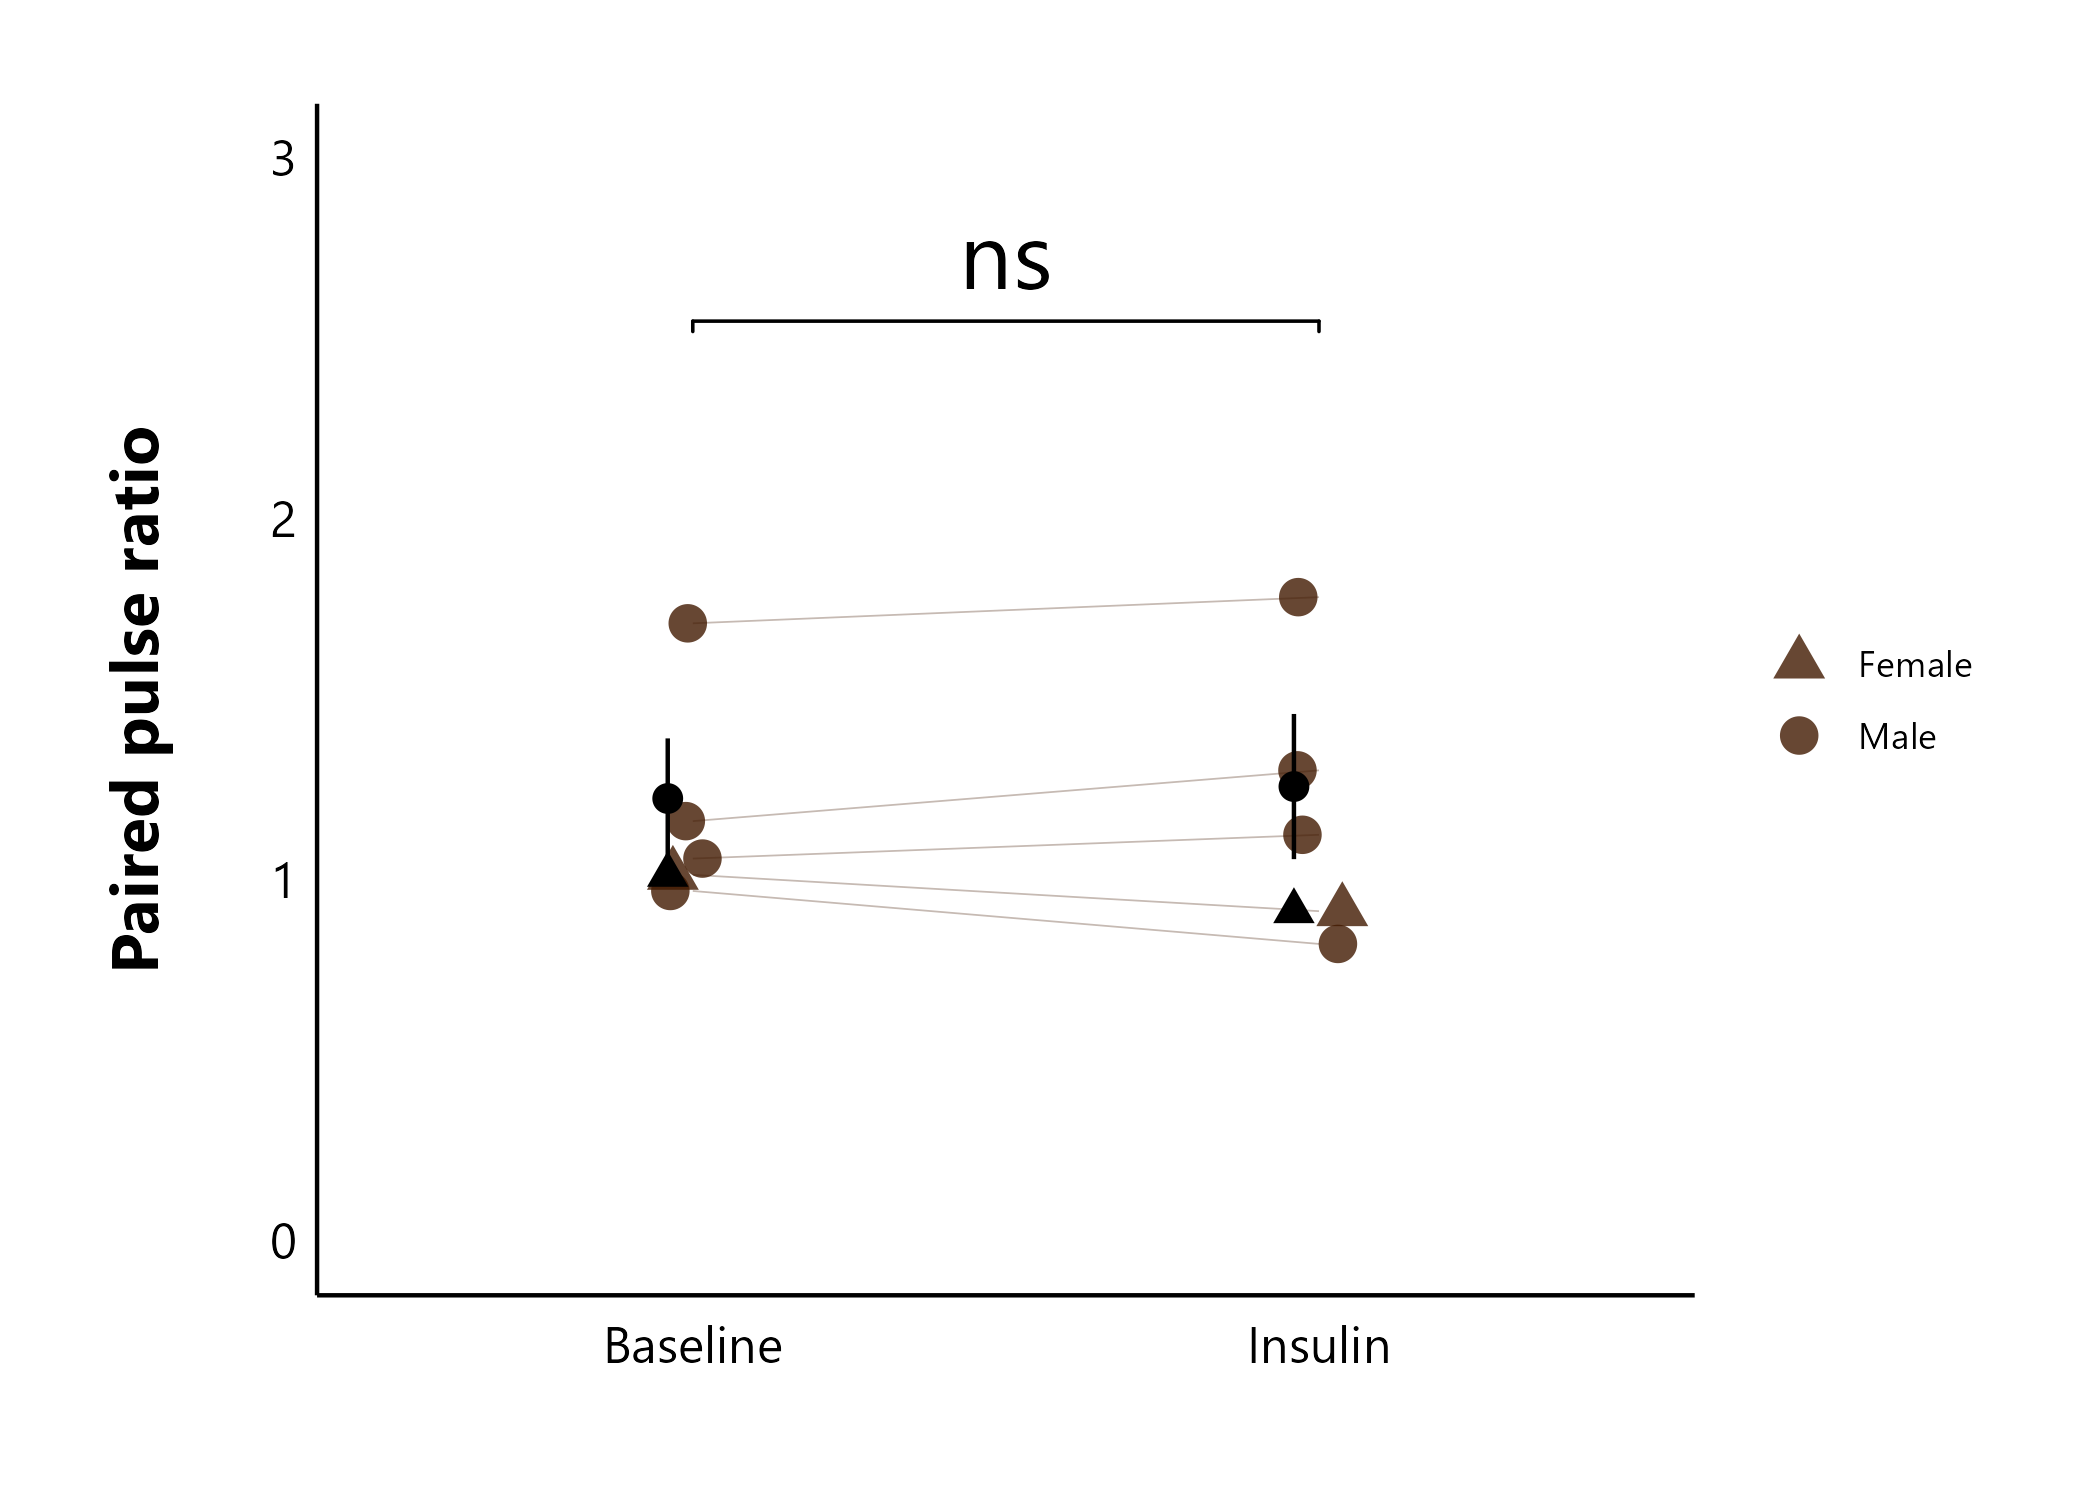 Paired pulse ratio
3
2
1
0
ns
Baseline
Insulin
Female
Male